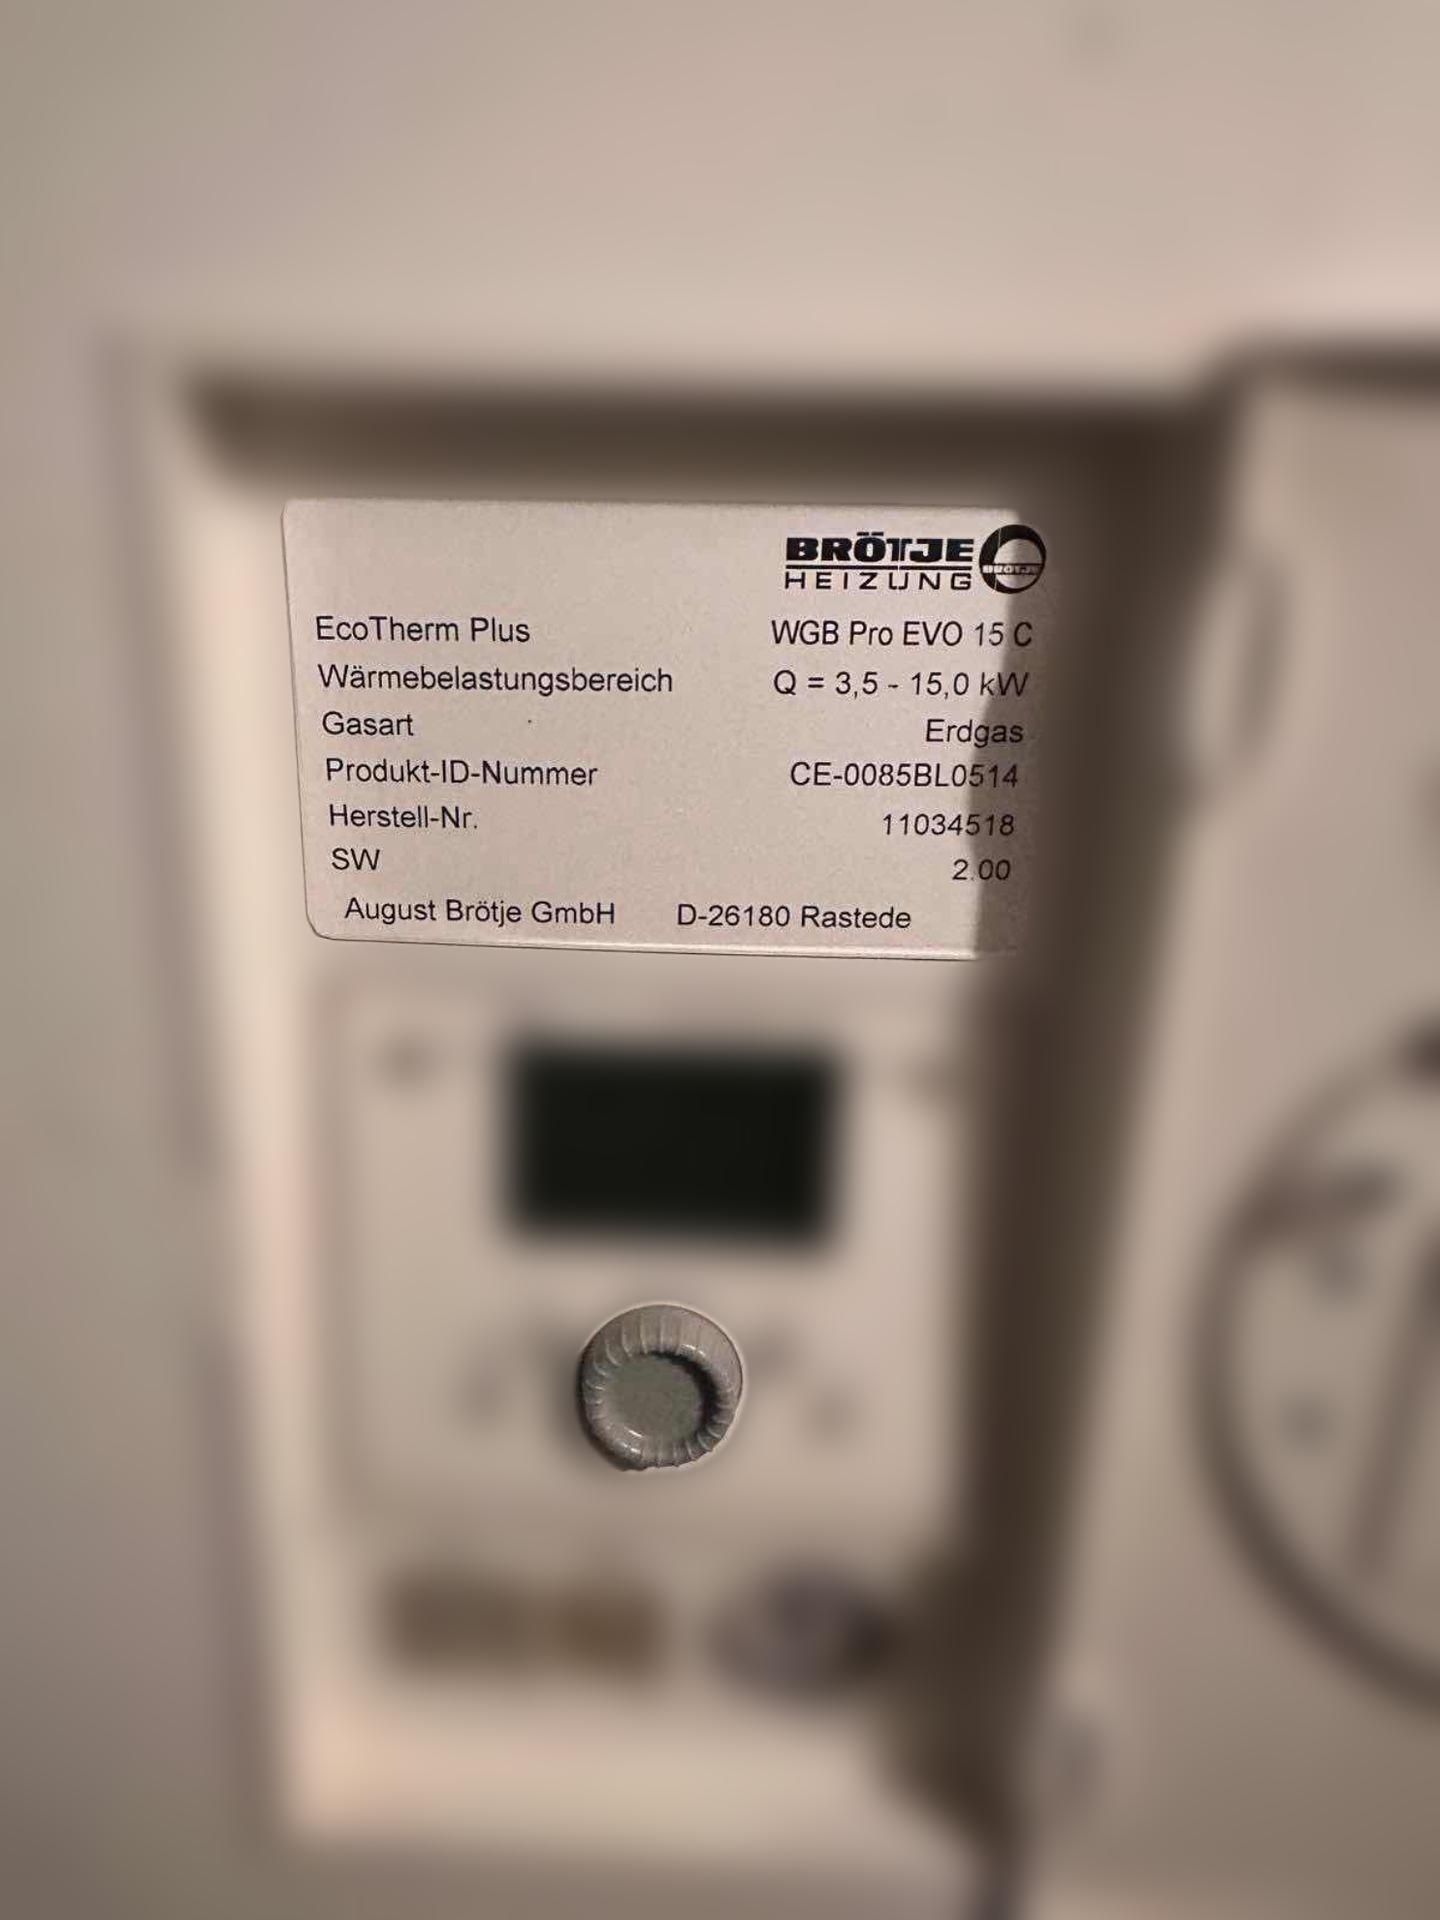 BRÖTJE
HEIZUNG
BRÖTJE
EcoTherm Plus WGB Pro EVO 15 C
Wärmebelastungsbereich Q = 3,5 - 15,0 kW
Gasart Erdgas
Produkt-ID-Nummer CE-0085BL0514
Herstell-Nr. 11034518
SW 2.00
August Brötje GmbH D-26180 Rastede